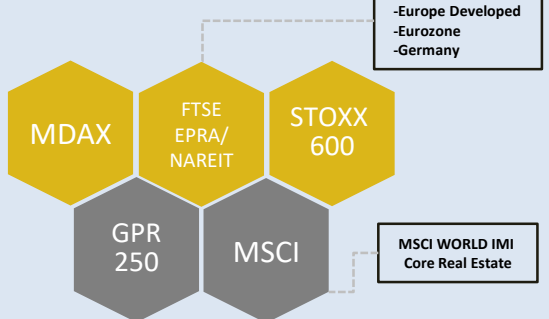 -Europe Developed
-Eurozone
-Germany
MDAX
FTSE
EPRA/
NAREIT
STOXX
600
GPR
250
MSCI
MSCI WORLD IMI
Core Real Estate